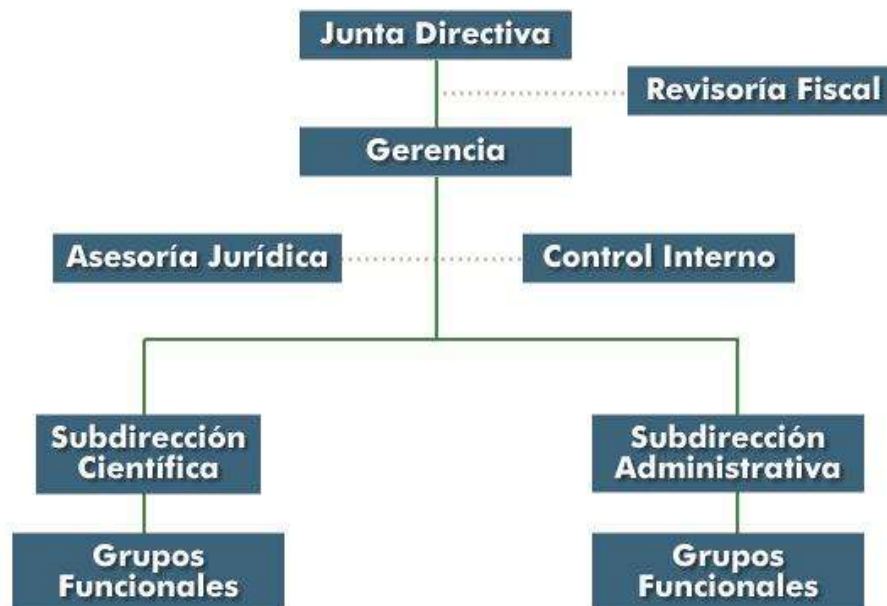 Junta Directiva
Revisoría Fiscal
Gerencia
Asesoría Jurídica
Control Interno
Subdirección
Científica
Subdirección
Administrativa
Grupos
Funcionales
Grupos
Funcionales